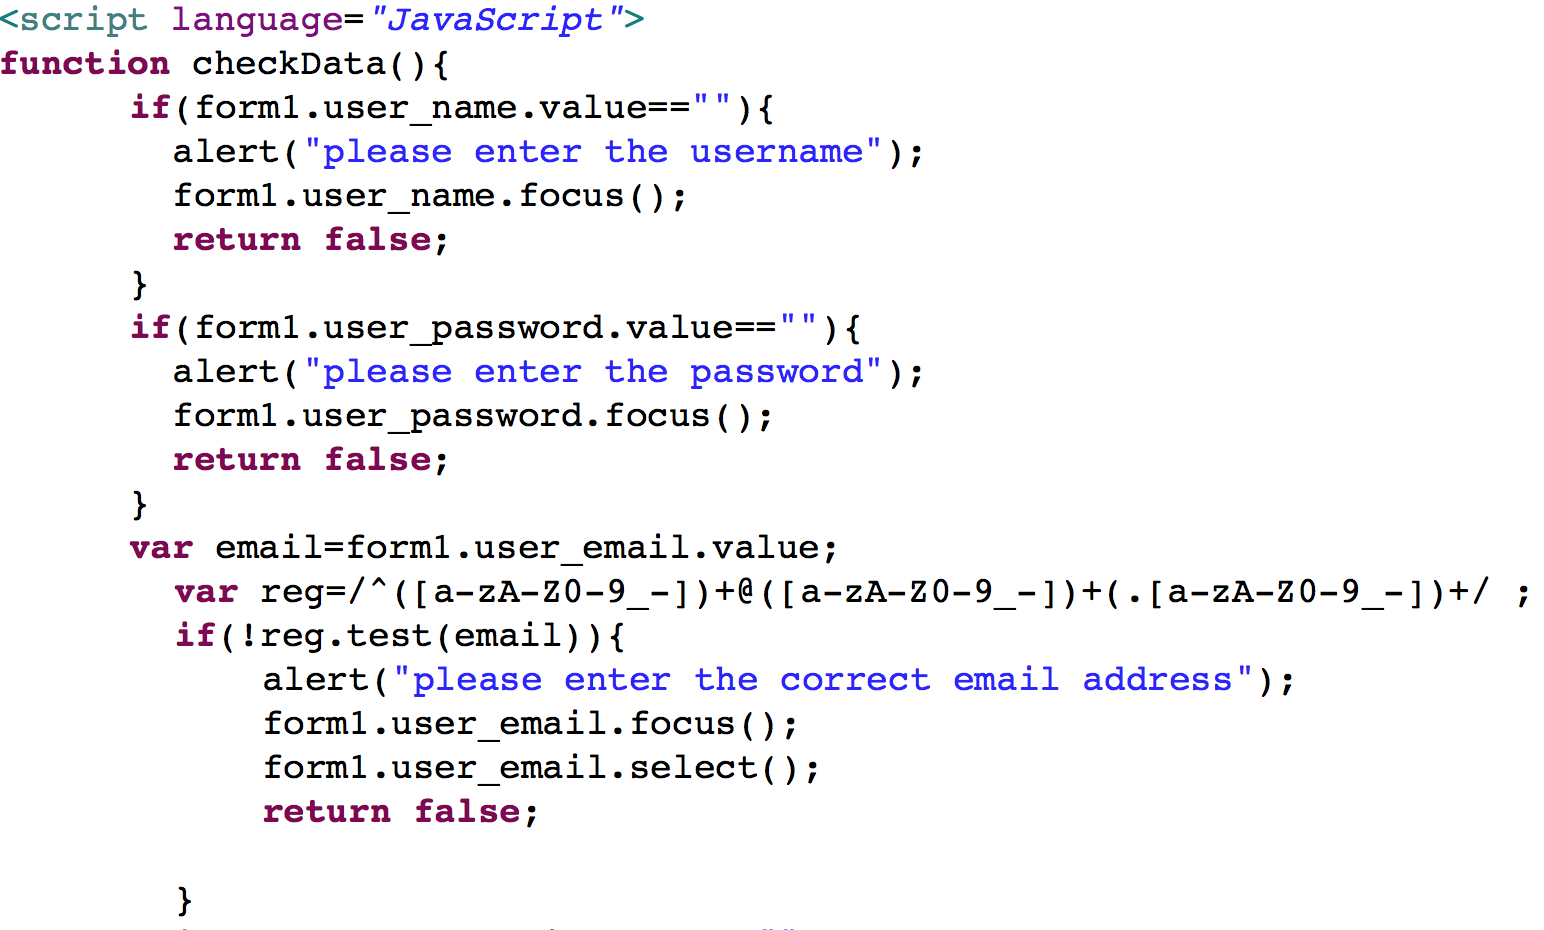 <script language="JavaScript">
function checkData(){
if(form1.user_name.value==""){
alert("please enter the username");
form1.user_name.focus();
return false;
}
if(form1.user_password.value==""){
alert("please enter the password");
form1.user_password.focus();
return false;
}
var email=form1.user_email.value;
var reg=/^([a-zA-Z0-9_-])+@([a-zA-Z0-9_-])+(.[a-zA-Z0-9_-])+/ ;
if(!reg.test(email)){
alert("please enter the correct email address");
form1.user_email.focus();
form1.user_email.select();
return false;
}